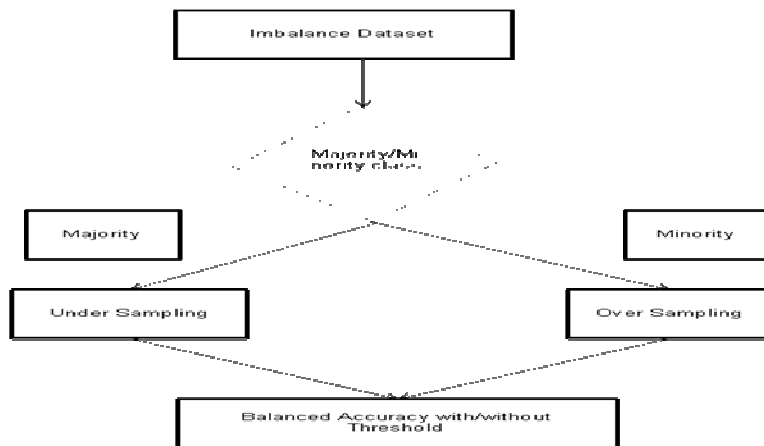 Imbalance Dataset
Majority/Mi
nority class
Majority
Minority
Under Sampling
Over Sampling
Balanced Accuracy with/without
Threshold